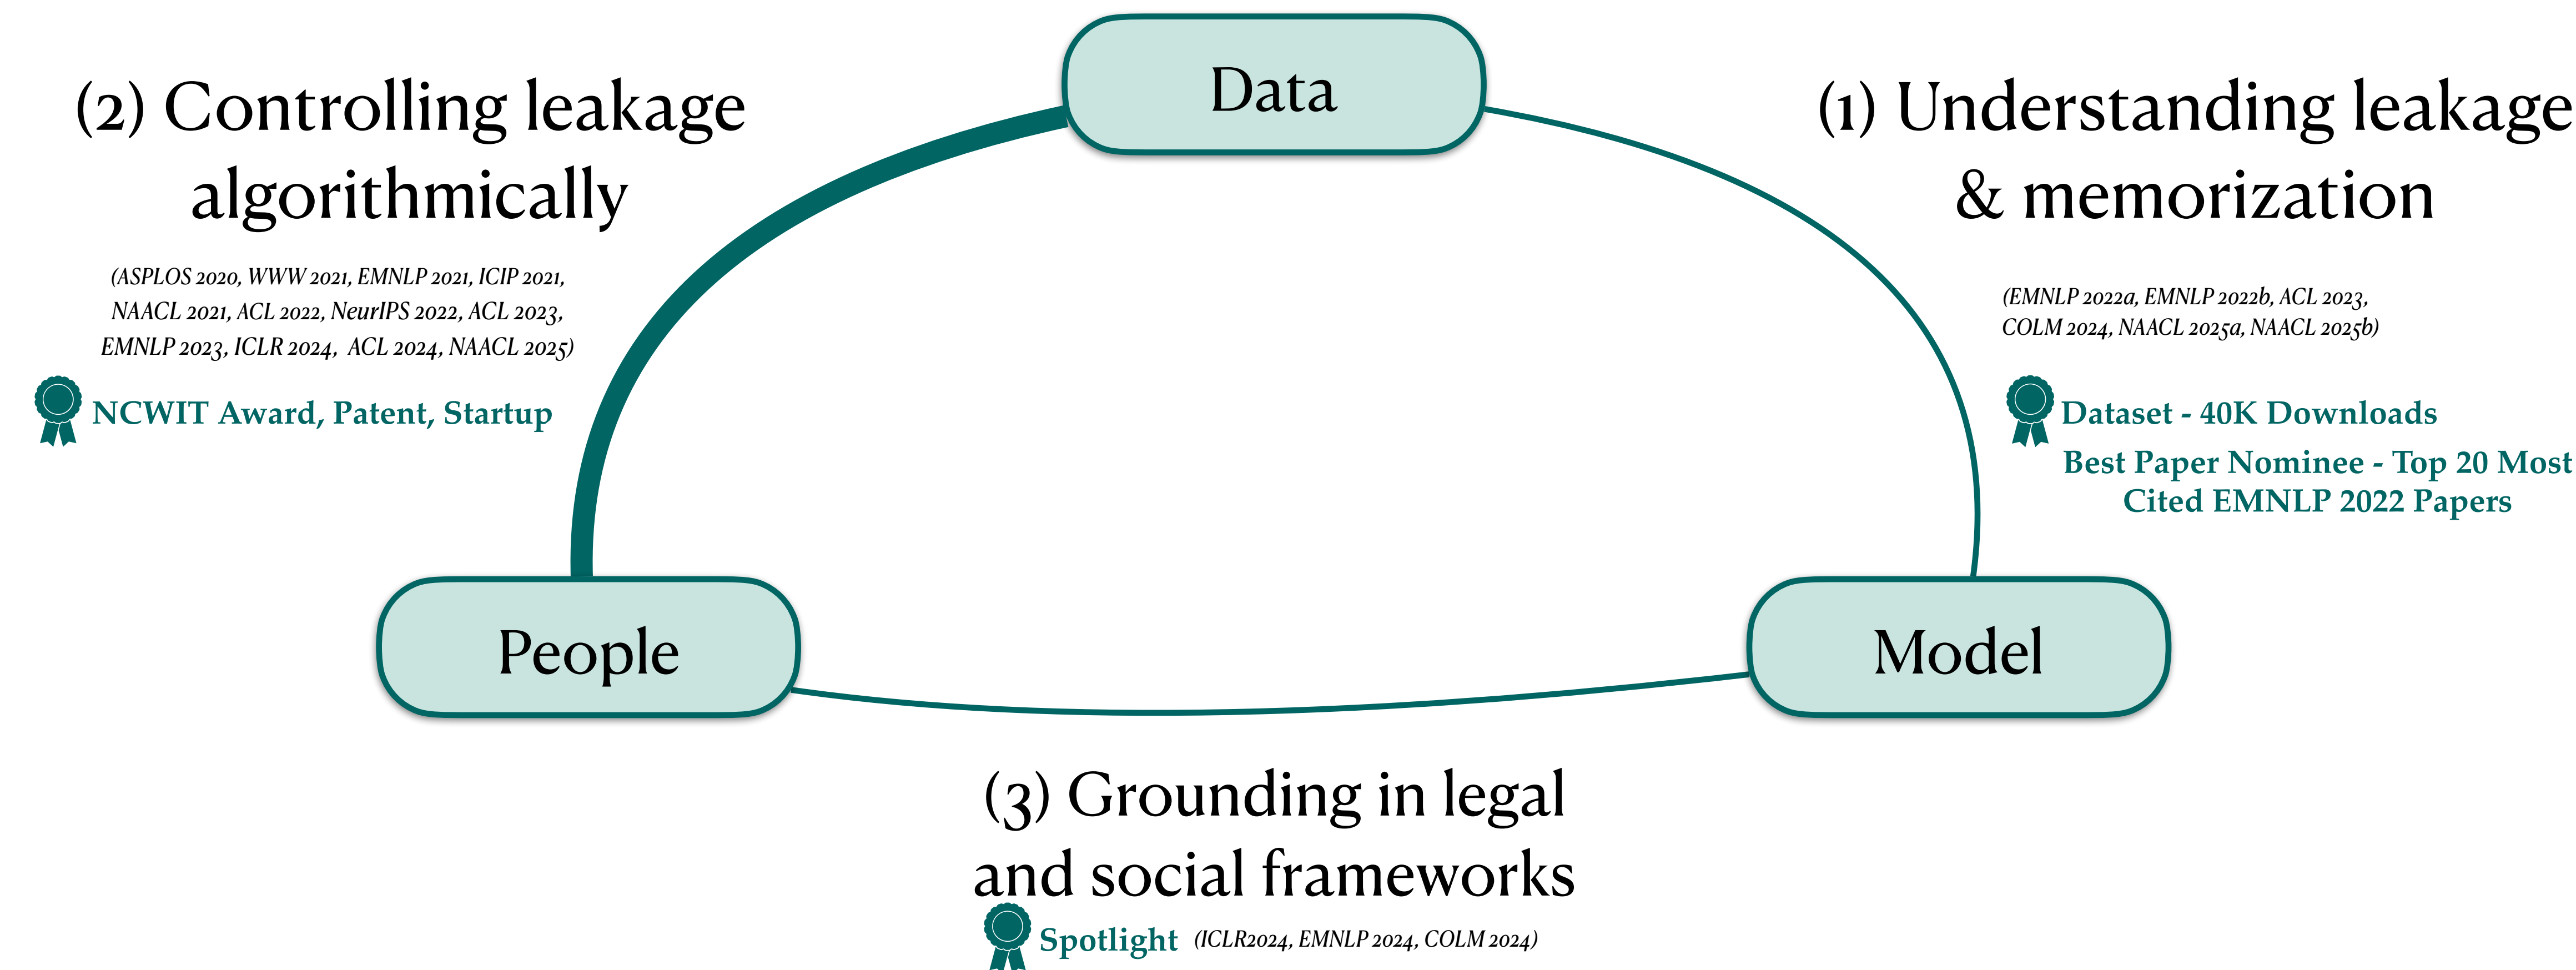 Data
(2) Controlling leakage
algorithmically
(ASPLOS 2020, WWW 2021, EMNLP 2021, ICIP 2021,
NAACL 2021, ACL 2022, NeurIPS 2022, ACL 2023,
EMNLP 2023, ICLR 2024, ACL 2024, NAACL 2025)
NCWIT Award, Patent, Startup
(1) Understanding leakage
& memorization
(EMNLP 2022a, EMNLP 2022b, ACL 2023,
COLM 2024, NAACL 2025a, NAACL 2025b)
Dataset - 40K Downloads
Best Paper Nominee - Top 20 Most
Cited EMNLP 2022 Papers
People
Model
(3) Grounding in legal
and social frameworks
Spotlight (ICLR2024, EMNLP 2024, COLM 2024)